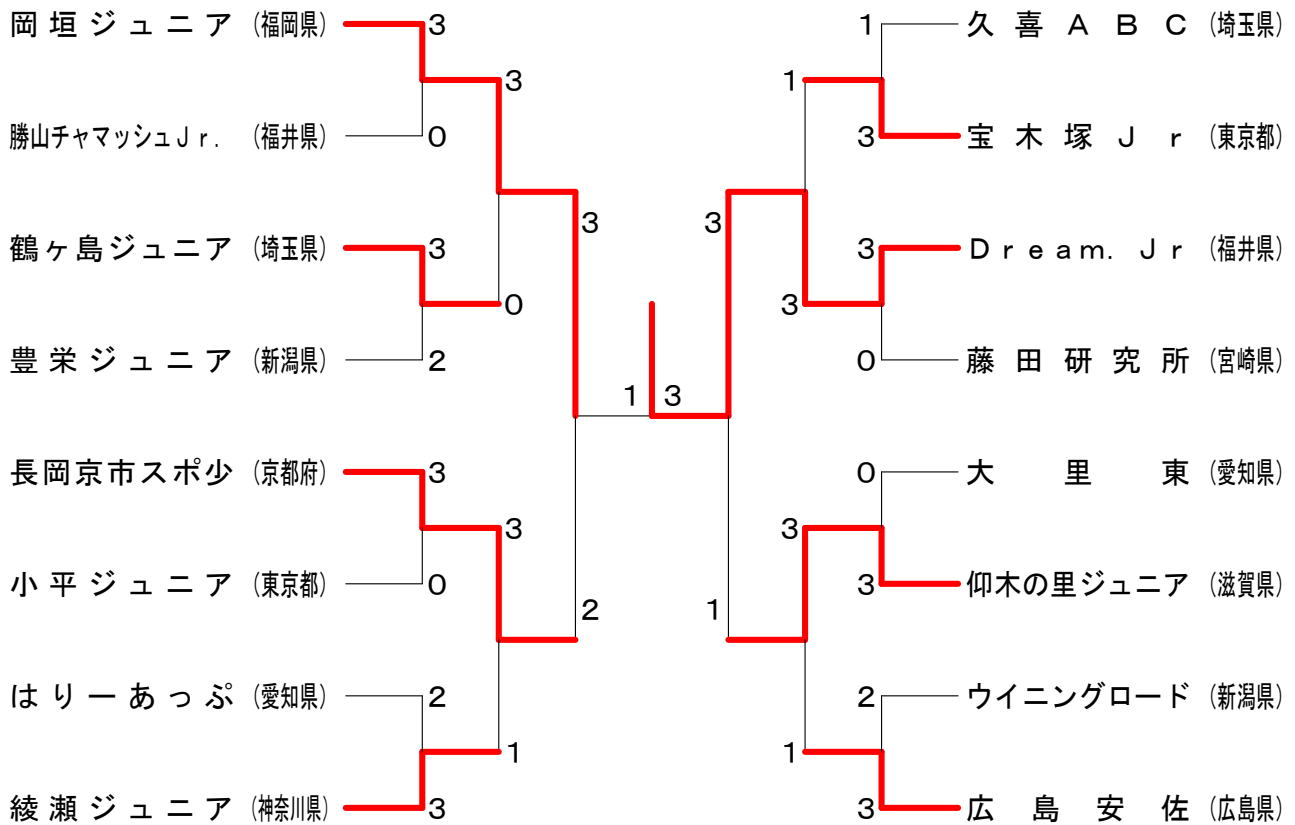 岡垣ジュニア (福岡県) 3
3
勝山チャマッシュＪｒ. (福井県) 0
3
鶴ヶ島ジュニア (埼玉県) 3
0
豊栄ジュニア (新潟県) 2
1
長岡京市スポ少 (京都府) 3
3
小平ジュニア (東京都) 0
2
はりーあっぷ (愛知県) 2
1
綾瀬ジュニア (神奈川県) 3
1 久喜ＡＢＣ (埼玉県)
1
3 宝木塚Ｊｒ (東京都)
3
3 Ｄｒｅａｍ. Ｊｒ (福井県)
3
0 藤田研究所 (宮崎県)
3
0 大里東 (愛知県)
3
3 仰木の里ジュニア (滋賀県)
1
2 ウイニングロード (新潟県)
1
3 広島安佐 (広島県)